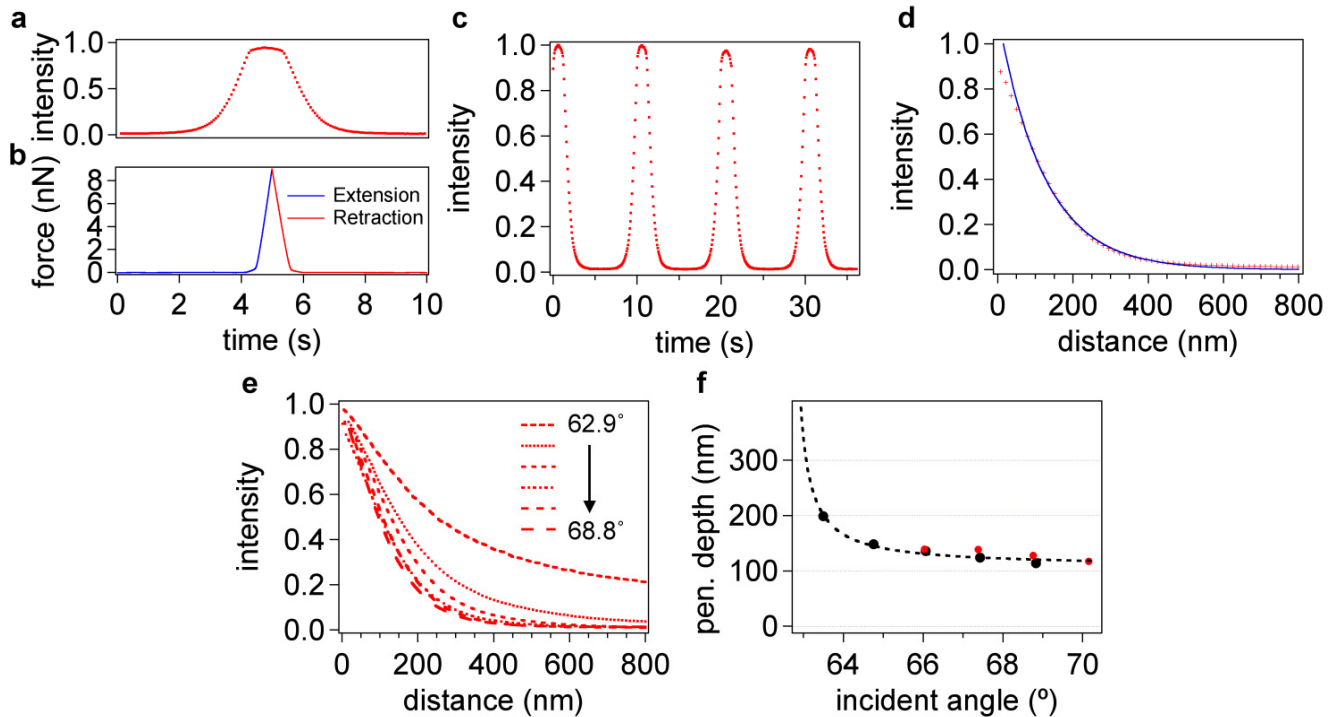 a
intensity
1.0
0.5
0.0
b
force (nN)
8
6
4
2
0
Extension
Retraction
0 2 4 6 8 10
time (s)
c
intensity
1.0
0.8
0.6
0.4
0.2
0.0
0 10 20 30
time (s)
d
intensity
1.0
0.8
0.6
0.4
0.2
0.0
0 200 400 600 800
distance (nm)
e
intensity
1.0
0.8
0.6
0.4
0.2
0.0
62.9°
68.8°
0 200 400 600 800
distance (nm)
f
pen. depth (nm)
300
200
100
0
64 66 68 70
incident angle (º)